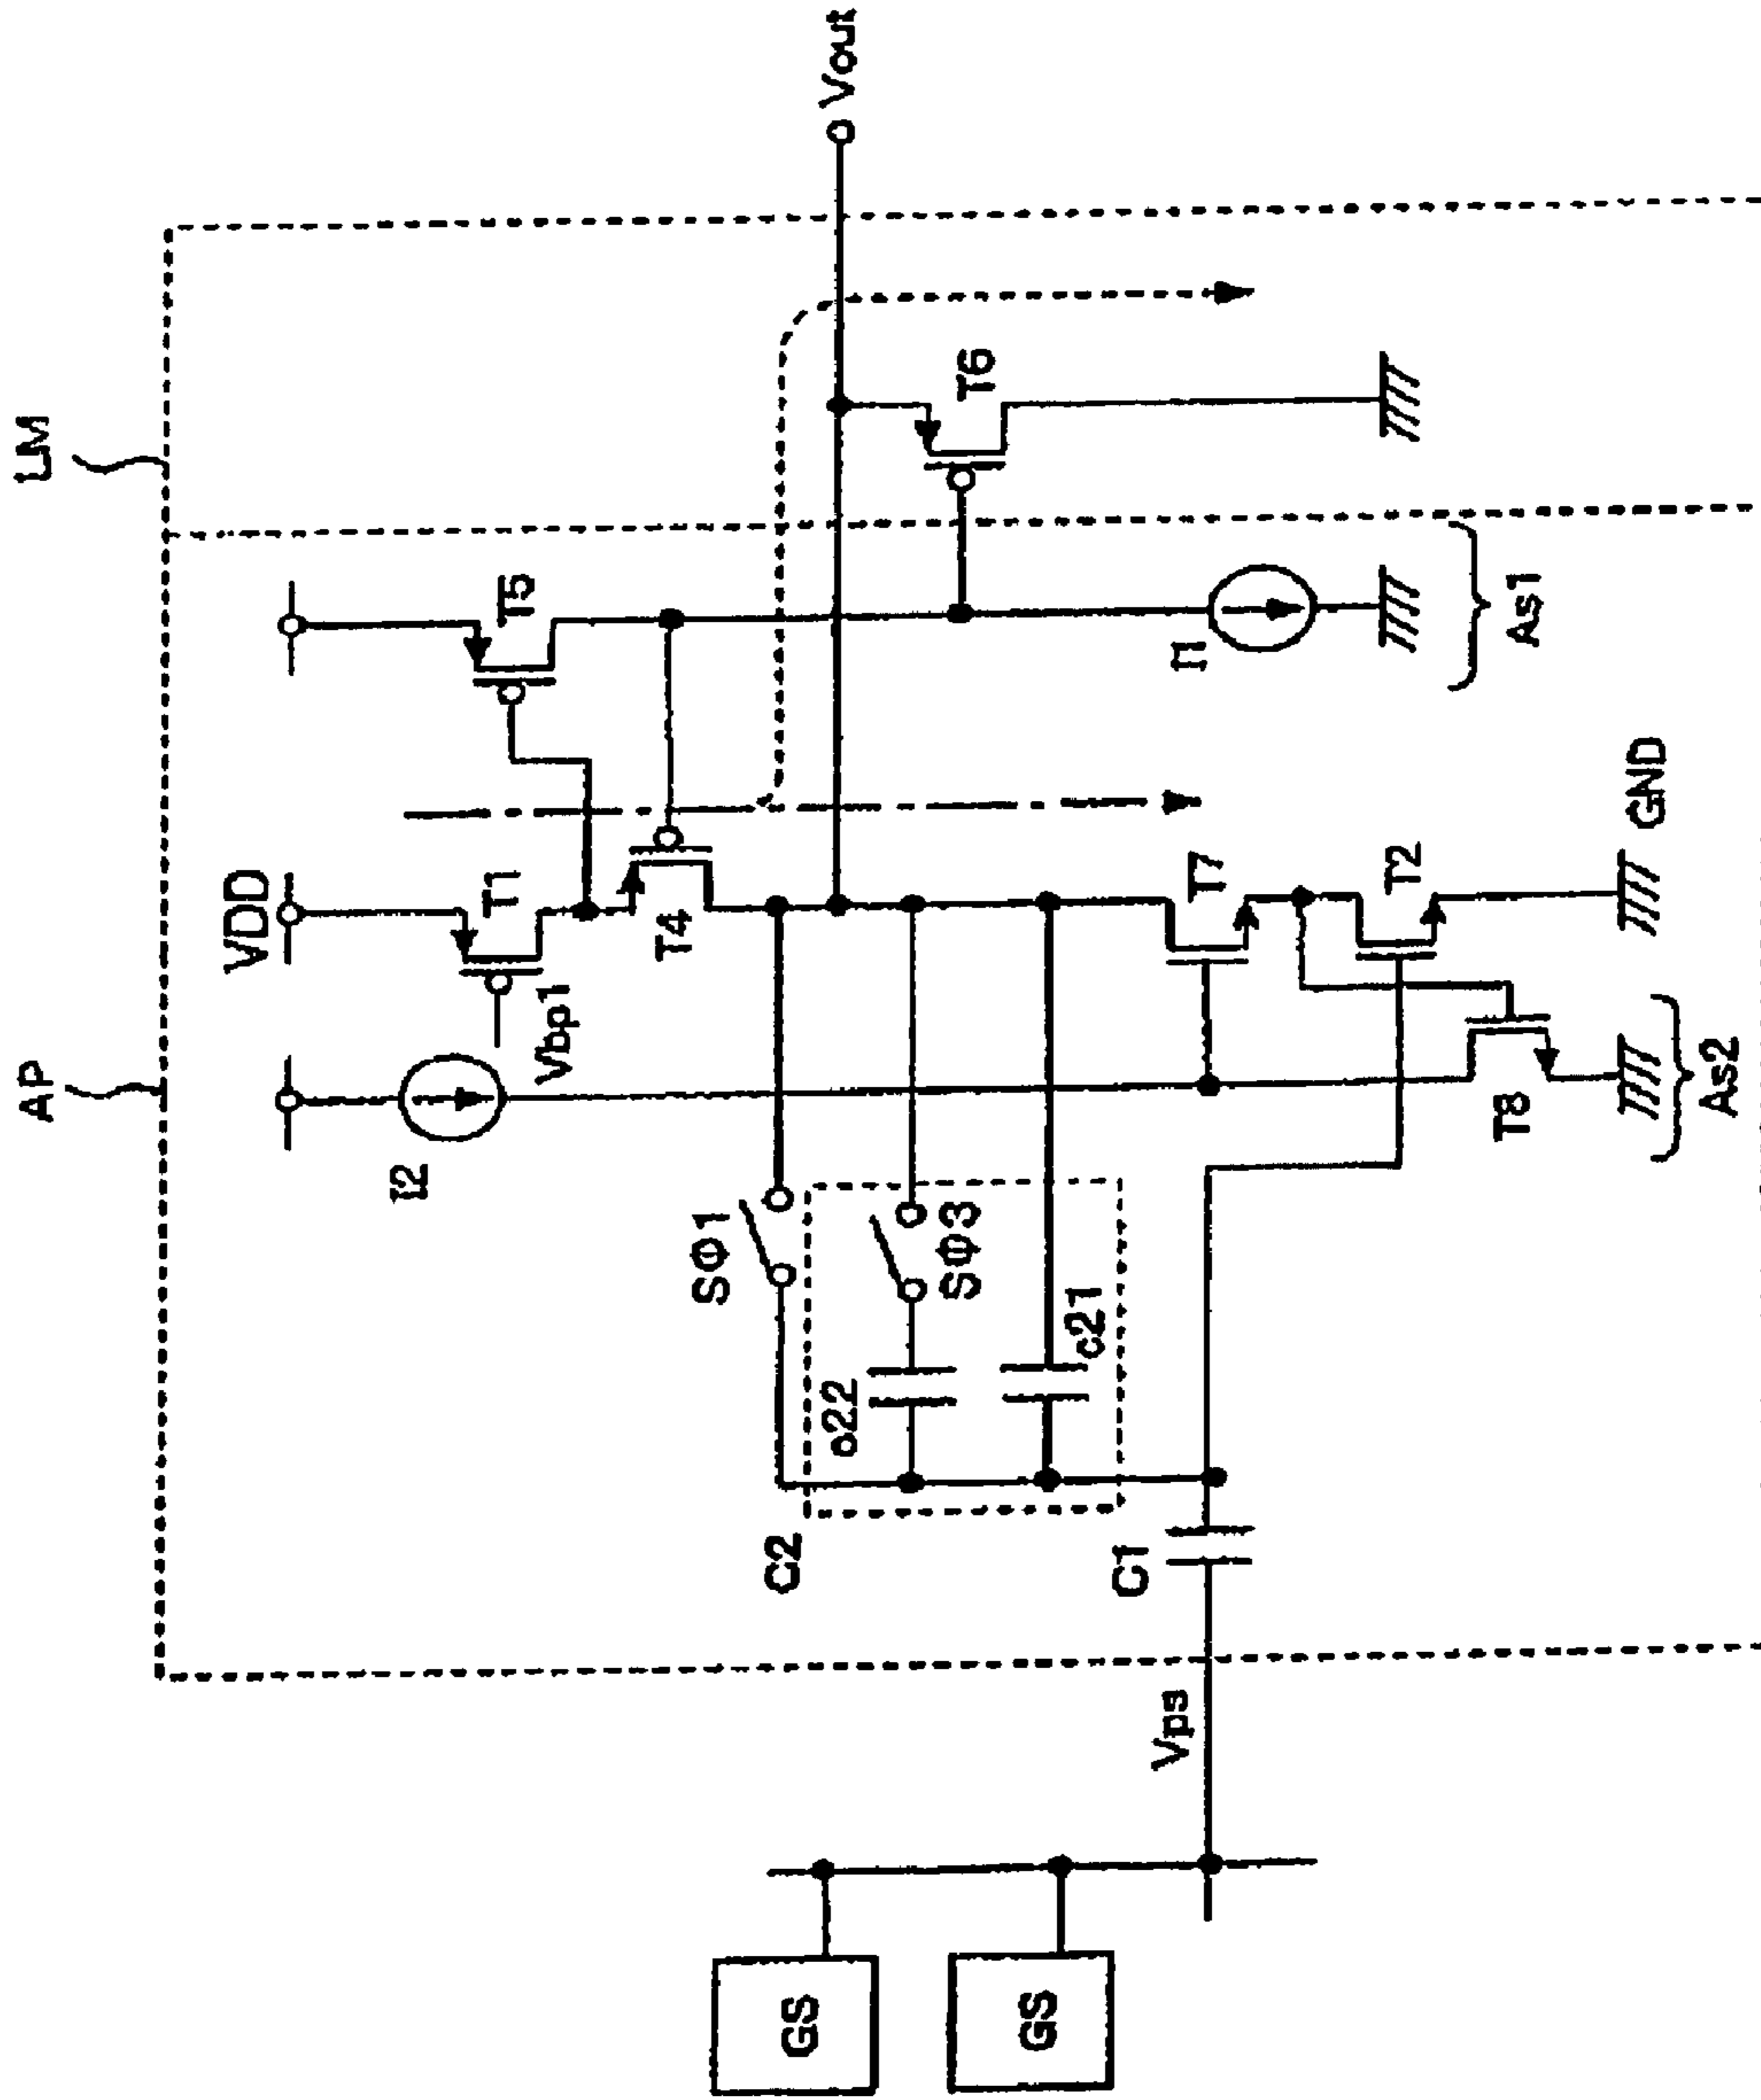 AP
LM
VDD
T1
T5
I2
Vbp1
T4
SΦ1
C2
c22
SΦ3
c21
C1
Vps
GS
GS
T6
Vout
I1
As1
T7
T2
GND
T8
As2